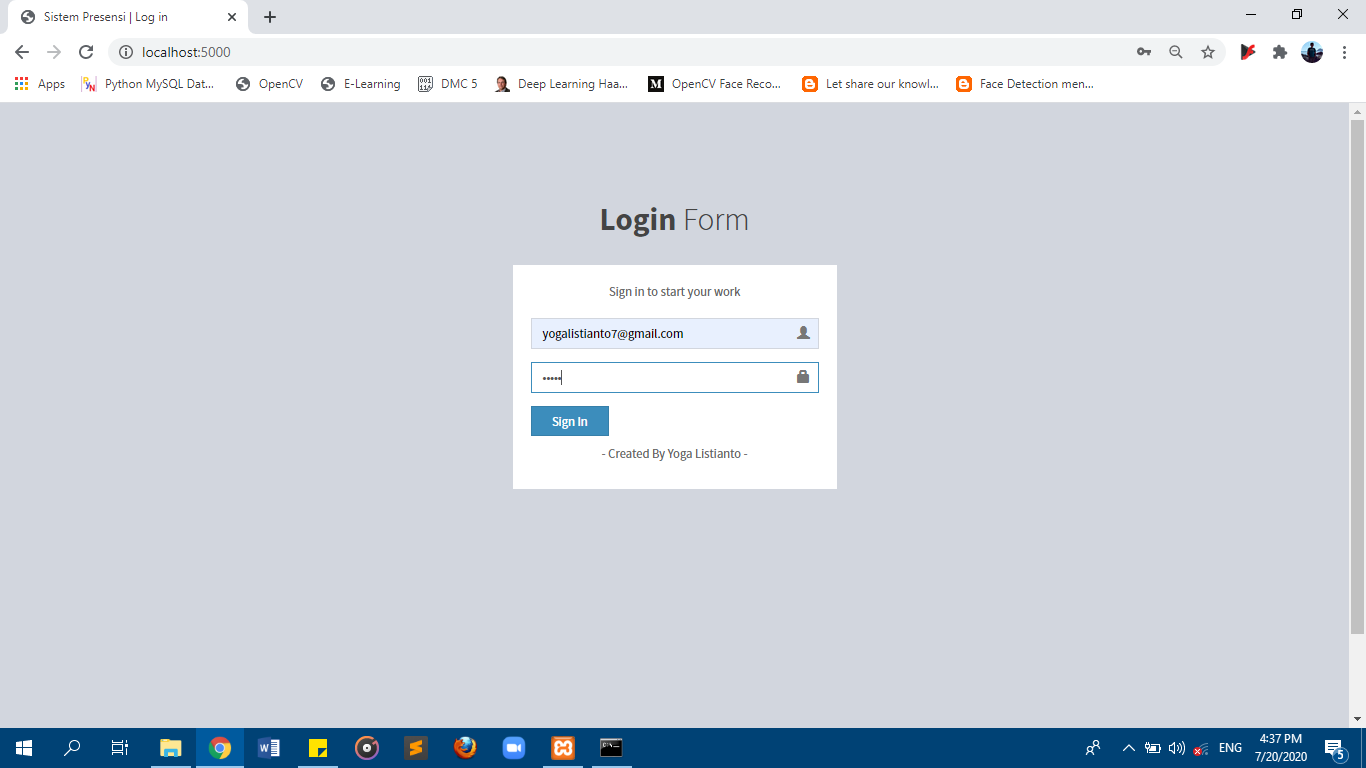 Sistem Presensi | Log in
localhost:5000
Apps
Python MySQL Dat...
OpenCV
E-Learning
DMC 5
Deep Learning Haa...
OpenCV Face Reco...
Let share our knowl...
Face Detection men...
Login Form
Sign in to start your work
yogalistianto7@gmail.com
•••••
Sign In
- Created By Yoga Listianto -
ENG
4:37 PM
7/20/2020
5